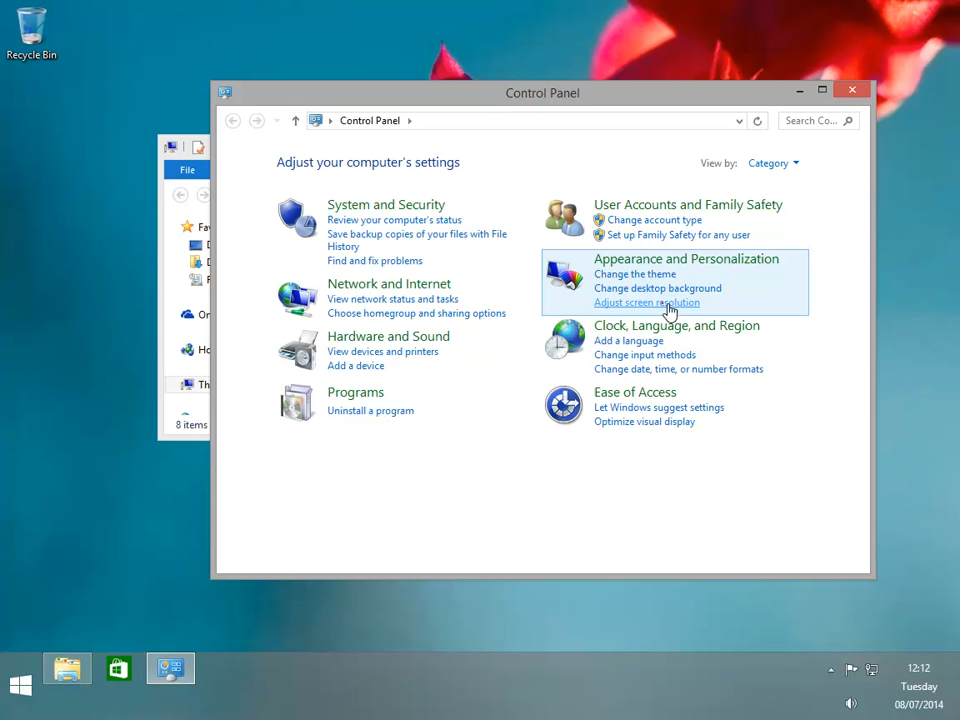 Recycle Bin
Control Panel
Control Panel
Search Co...
File
Adjust your computer's settings
View by: Category
System and Security
Review your computer's status
Save backup copies of your files with File
History
Find and fix problems
Network and Internet
View network status and tasks
Choose homegroup and sharing options
Hardware and Sound
View devices and printers
Add a device
Programs
Uninstall a program
User Accounts and Family Safety
Change account type
Set up Family Safety for any user
Appearance and Personalization
Change the theme
Change desktop background
Adjust screen resolution
Clock, Language, and Region
Add a language
Change input methods
Change date, time, or number formats
Ease of Access
Let Windows suggest settings
Optimize visual display
Fav
On
Ho
Th
8 items
12:12
Tuesday
08/07/2014